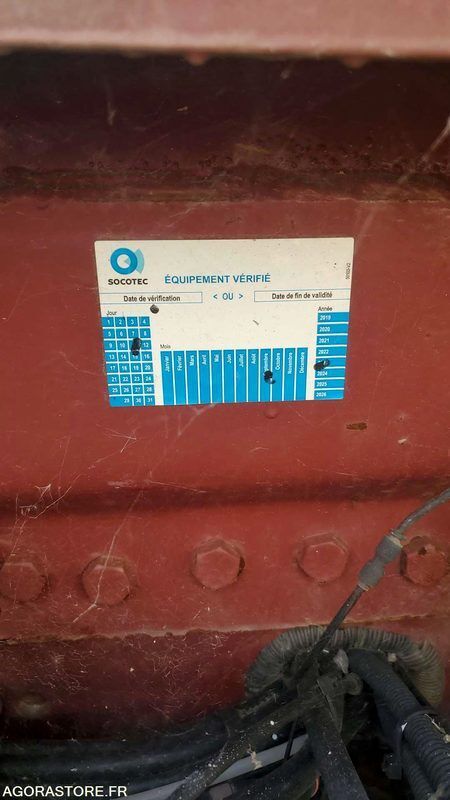 SOCOTEC
ÉQUIPEMENT VÉRIFIÉ
Date de vérification < OU > Date de fin de validité
Jour
1 2 3 4
5 6 7 8
9 10 12
13 14 15 16
17 18 19 20
21 22 23 24
25 26 27 28
29 30 31
Mois
Janvier
Février
Mars
Avril
Mai
Juin
Juillet
Août
Octobre
Novembre
Décembre
Année
2019
2020
2021
2022
2024
2025
2026
AGORASTORE.FR